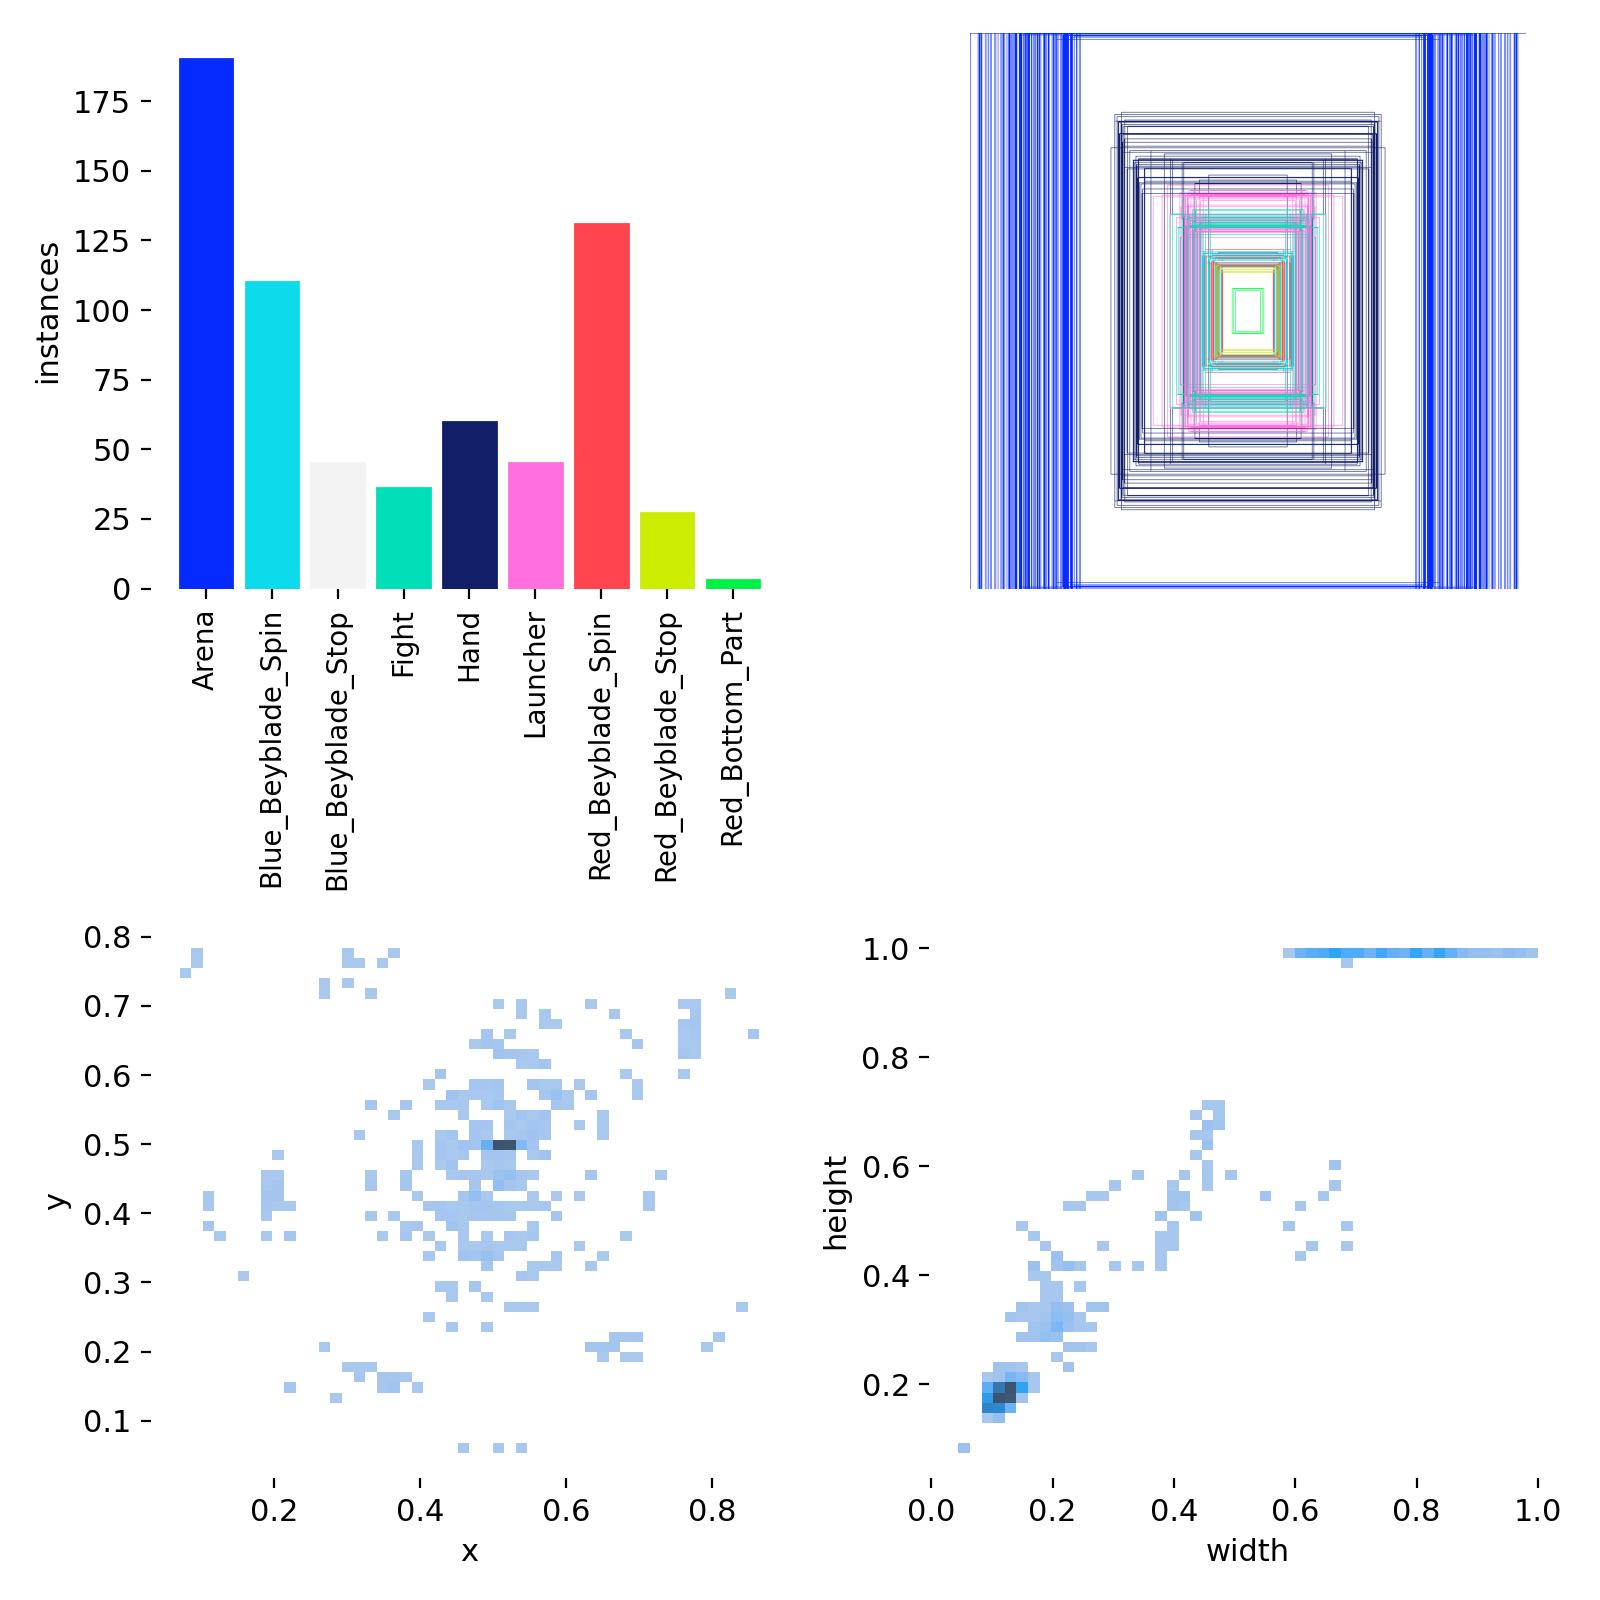 instances
175
150
125
100
75
50
25
0
Arena
Blue_Beyblade_Spin
Blue_Beyblade_Stop
Fight
Hand
Launcher
Red_Beyblade_Spin
Red_Beyblade_Stop
Red_Bottom_Part
y
0.8
0.7
0.6
0.5
0.4
0.3
0.2
0.1
0.2 0.4 0.6 0.8
x
height
1.0
0.8
0.6
0.4
0.2
0.0 0.2 0.4 0.6 0.8 1.0
width